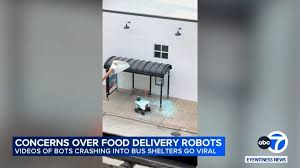 CONCERNS OVER FOOD DELIVERY ROBOTS
VIDEOS OF BOTS CRASHING INTO BUS SHELTERS GO VIRAL
abc 7
EYEWITNESS NEWS